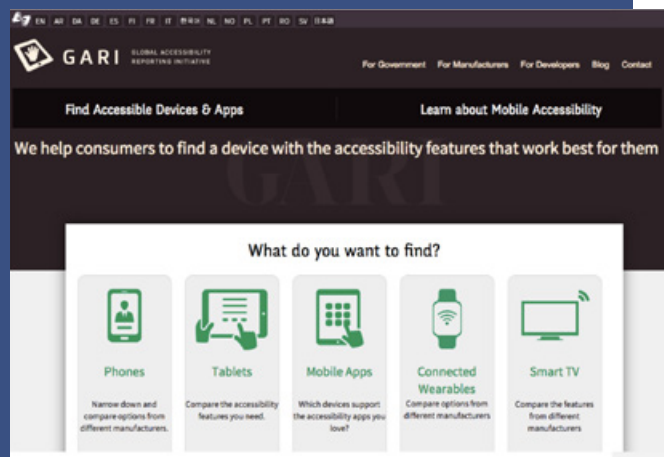 EN AR DA DE ES FI FR IT 한국어 NL NO PL PT RO SV 日本語
GARI GLOBAL ACCESSIBILITY
REPORTING INITIATIVE
For Government For Manufacturers For Developers Blog Contact
Find Accessible Devices & Apps Learn about Mobile Accessibility
We help consumers to find a device with the accessibility features that work best for them
GARI
What do you want to find?
Phones
Narrow down and
compare options from
different manufacturers.
Tablets
Compare the accessibility
features you need.
Mobile Apps
Which devices support
the accessibility apps you
love?
Connected
Wearables
Compare options from
different manufacturers
Smart TV
Compare the features
from different
manufacturers